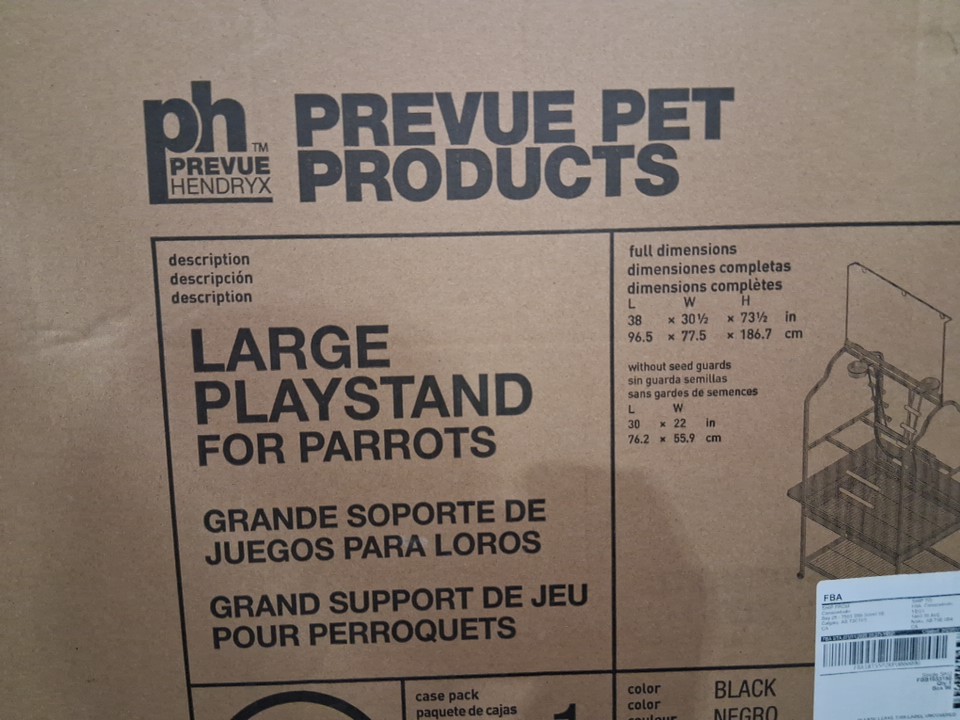 ph™
PREVUE
HENDRYX
PREVUE PET
PRODUCTS
description
descripción
description
LARGE
PLAYSTAND
FOR PARROTS
GRANDE SOPORTE DE
JUEGOS PARA LOROS
GRAND SUPPORT DE JEU
POUR PERROQUETS
full dimensions
dimensiones completas
dimensions complètes
L W H
38 × 30½ × 73½ in
96.5 × 77.5 × 186.7 cm
without seed guards
sin guarda semillas
sans gardes de semences
L W
30 × 22 in
76.2 × 55.9 cm
FBA
case pack
paquete de cajas
1
color
color
BLACK
NEGRO